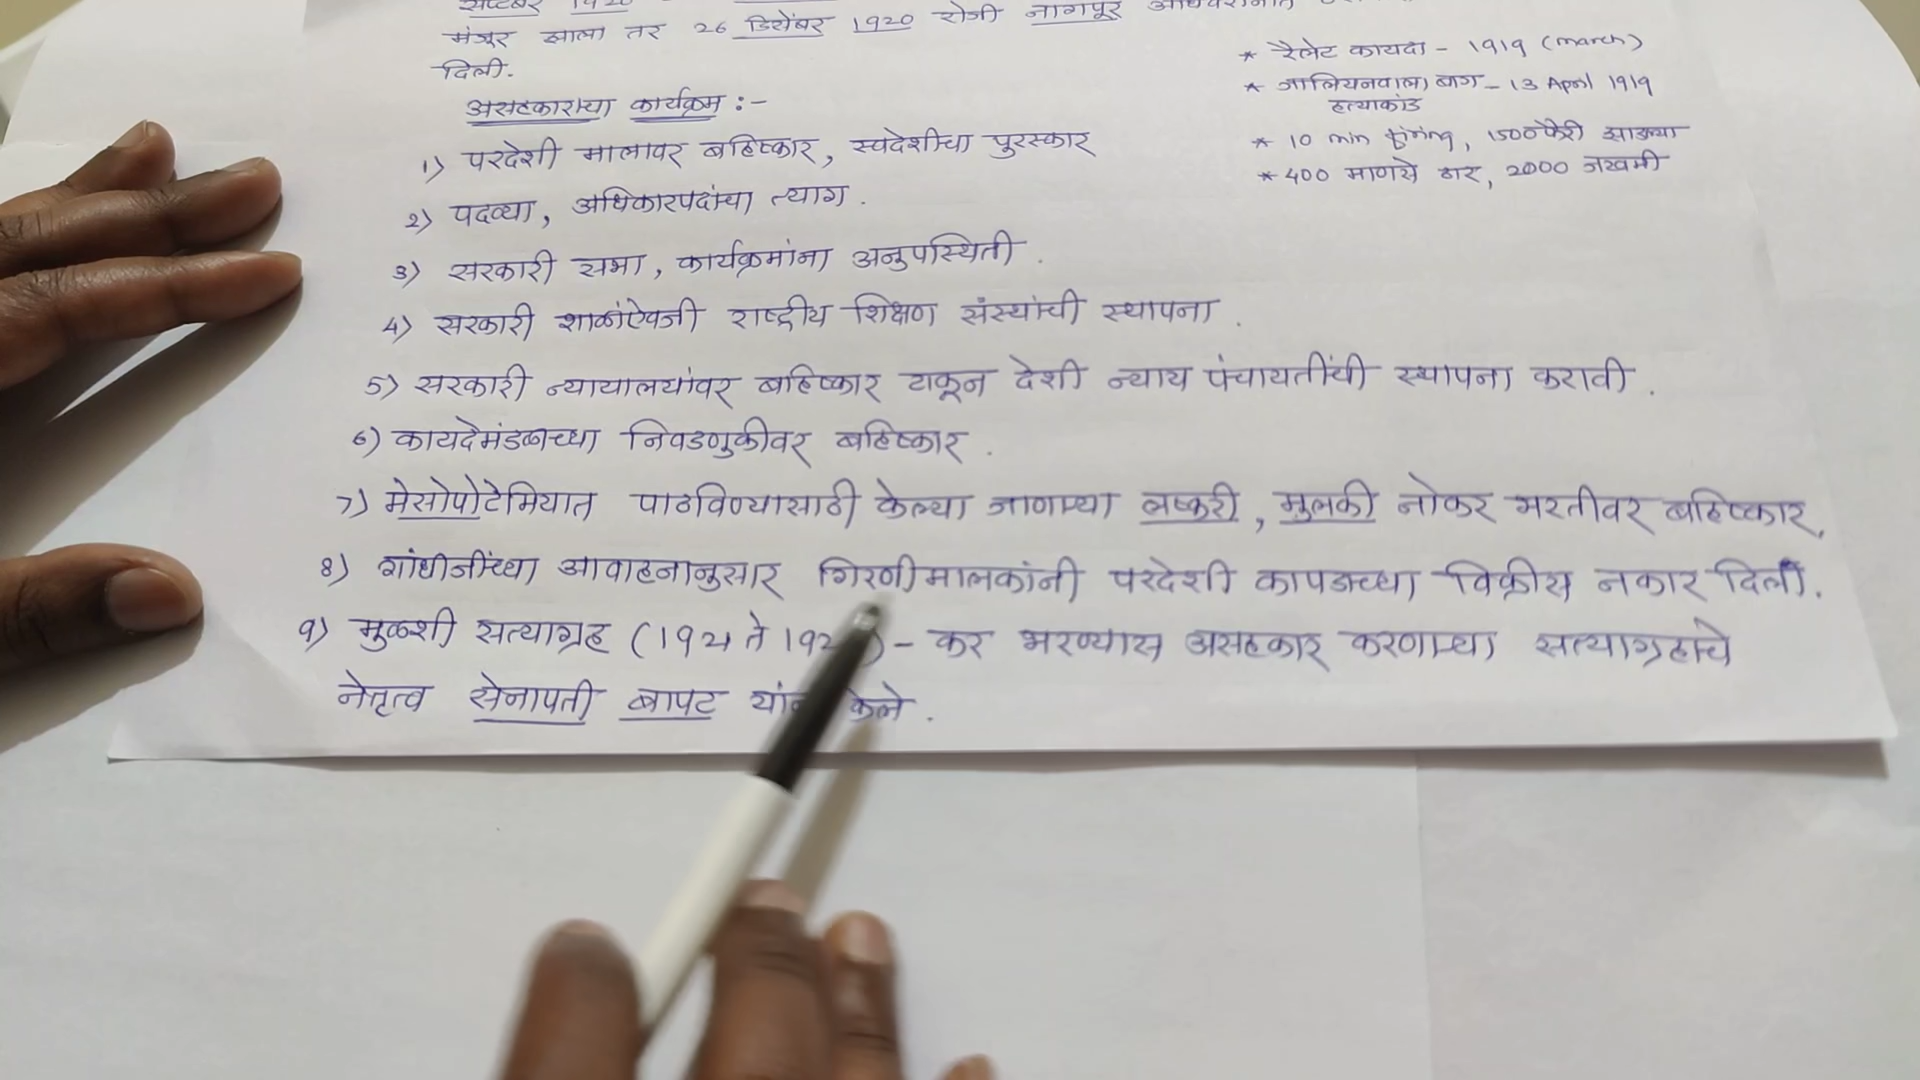 सप्टेंबर 1920
मंजूर झाला तर 26 डिसेंबर 1920 रोजी नागपूर
दिली.
असहकाराचा कार्यक्रम :-
1) परदेशी मालावर बहिष्कार, स्वदेशीचा पुरस्कार
2) पदव्या, अधिकारपदांचा त्याग.
3) सरकारी सभा, कार्यक्रमांना अनुपस्थिती.
4) सरकारी शाळांऐवजी राष्ट्रीय शिक्षण संस्थांची स्थापना.
5) सरकारी न्यायालयांवर बहिष्कार टाकून देशी न्याय पंचायतींची स्थापना करावी.
6) कायदेमंडळाच्या निवडणुकीवर बहिष्कार.
7) मेसोपोटेमियात पाठविण्यासाठी केल्या जाणाऱ्या लष्करी, मुलकी नोकर भरतीवर बहिष्कार.
8) गांधीजींच्या आवाहनानुसार गिरणीमालकांनी परदेशी कापडाच्या विक्रीस नकार दिला.
9) मुळशी सत्याग्रह (1921 ते ) - कर भरण्यास असहकार करणाऱ्या सत्याग्रहाचे
नेतृत्व सेनापती बापट केले.
* रौलेट कायदा - 1919 (march)
* जालियनवाला बाग - 13 April 1919
हत्याकांड
* 10 min फायरिंग, 1500 फैरी झाडल्या
* 400 माणसे ठार, 2000 जखमी